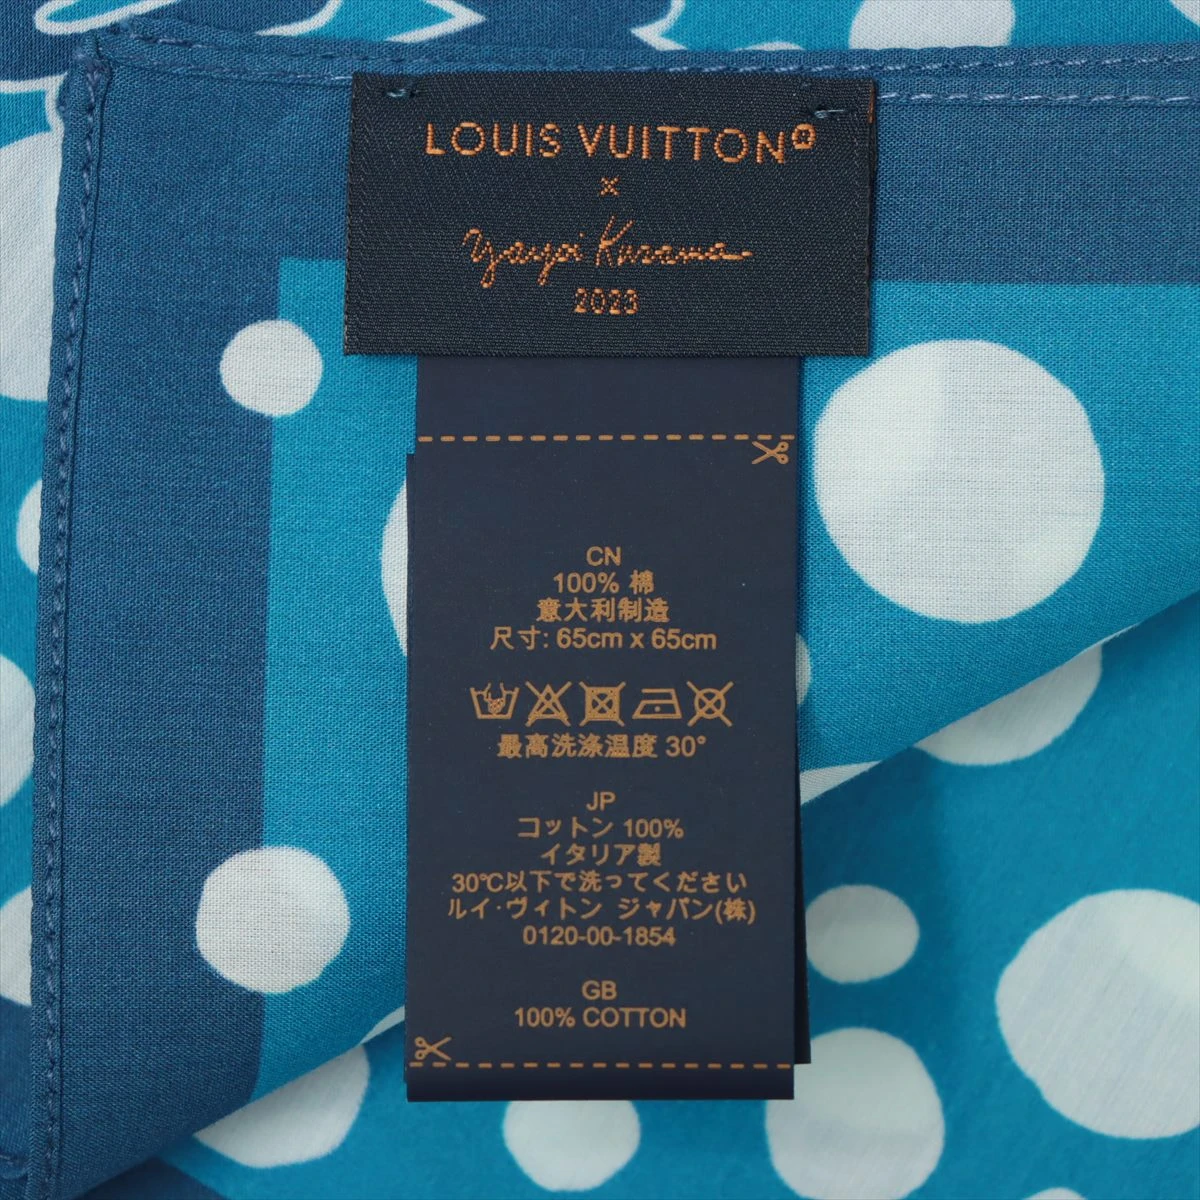 LOUIS VUITTON
x
Yayoi Kusama
2023
CN
100% 棉
意大利制造
尺寸: 65cm x 65cm
最高洗涤温度 30°
JP
コットン 100%
イタリア製
30℃以下で洗ってください
ルイ·ヴィトン ジャパン(株)
0120-00-1854
GB
100% COTTON